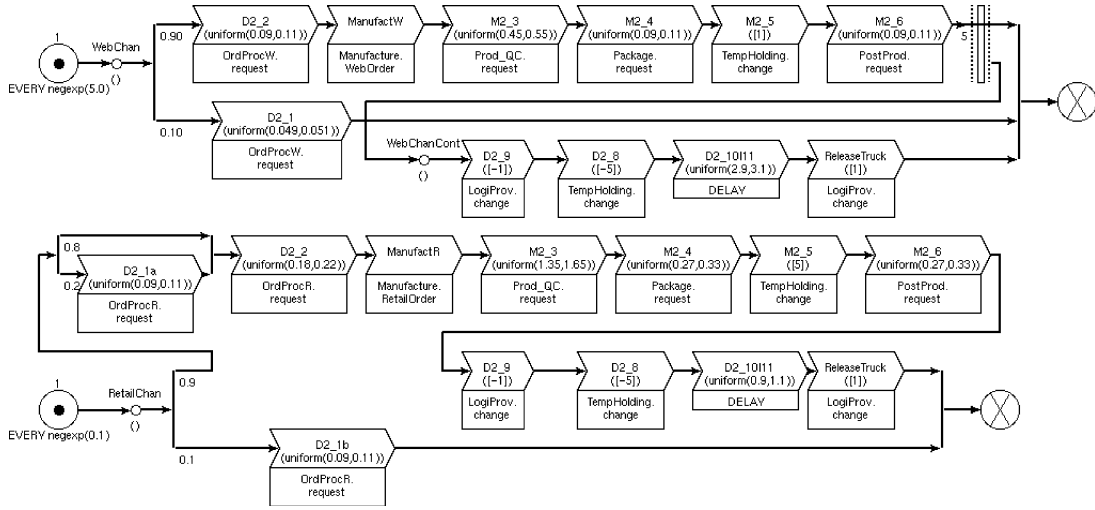 1
WebChan
()
EVERY negexp(5.0)
0.90
D2_2
(uniform(0.09,0.11))
OrdProcW.
request
ManufactW
Manufacture.
WebOrder
M2_3
(uniform(0.45,0.55))
Prod_QC.
request
M2_4
(uniform(0.09,0.11))
Package.
request
M2_5
([1])
TempHolding.
change
M2_6
(uniform(0.09,0.11))
PostProd.
request
5
0.10
D2_1
(uniform(0.049,0.051))
OrdProcW.
request
WebChanCont
()
D2_9
([-1])
LogiProv.
change
D2_8
([-5])
TempHolding.
change
D2_10I11
(uniform(2.9,3.1))
DELAY
ReleaseTruck
([1])
LogiProv.
change
0.8
0.2
D2_1a
(uniform(0.09,0.11))
OrdProcR.
request
D2_2
(uniform(0.18,0.22))
OrdProcR.
request
ManufactR
Manufacture.
RetailOrder
M2_3
(uniform(1.35,1.65))
Prod_QC.
request
M2_4
(uniform(0.27,0.33))
Package.
request
M2_5
([5])
TempHolding.
change
M2_6
(uniform(0.27,0.33))
PostProd.
request
D2_9
([-1])
LogiProv.
change
D2_8
([-5])
TempHolding.
change
D2_10I11
(uniform(0.9,1.1))
DELAY
ReleaseTruck
([1])
LogiProv.
change
1
RetailChan
()
EVERY negexp(0.1)
0.9
0.1
D2_1b
(uniform(0.09,0.11))
OrdProcR.
request